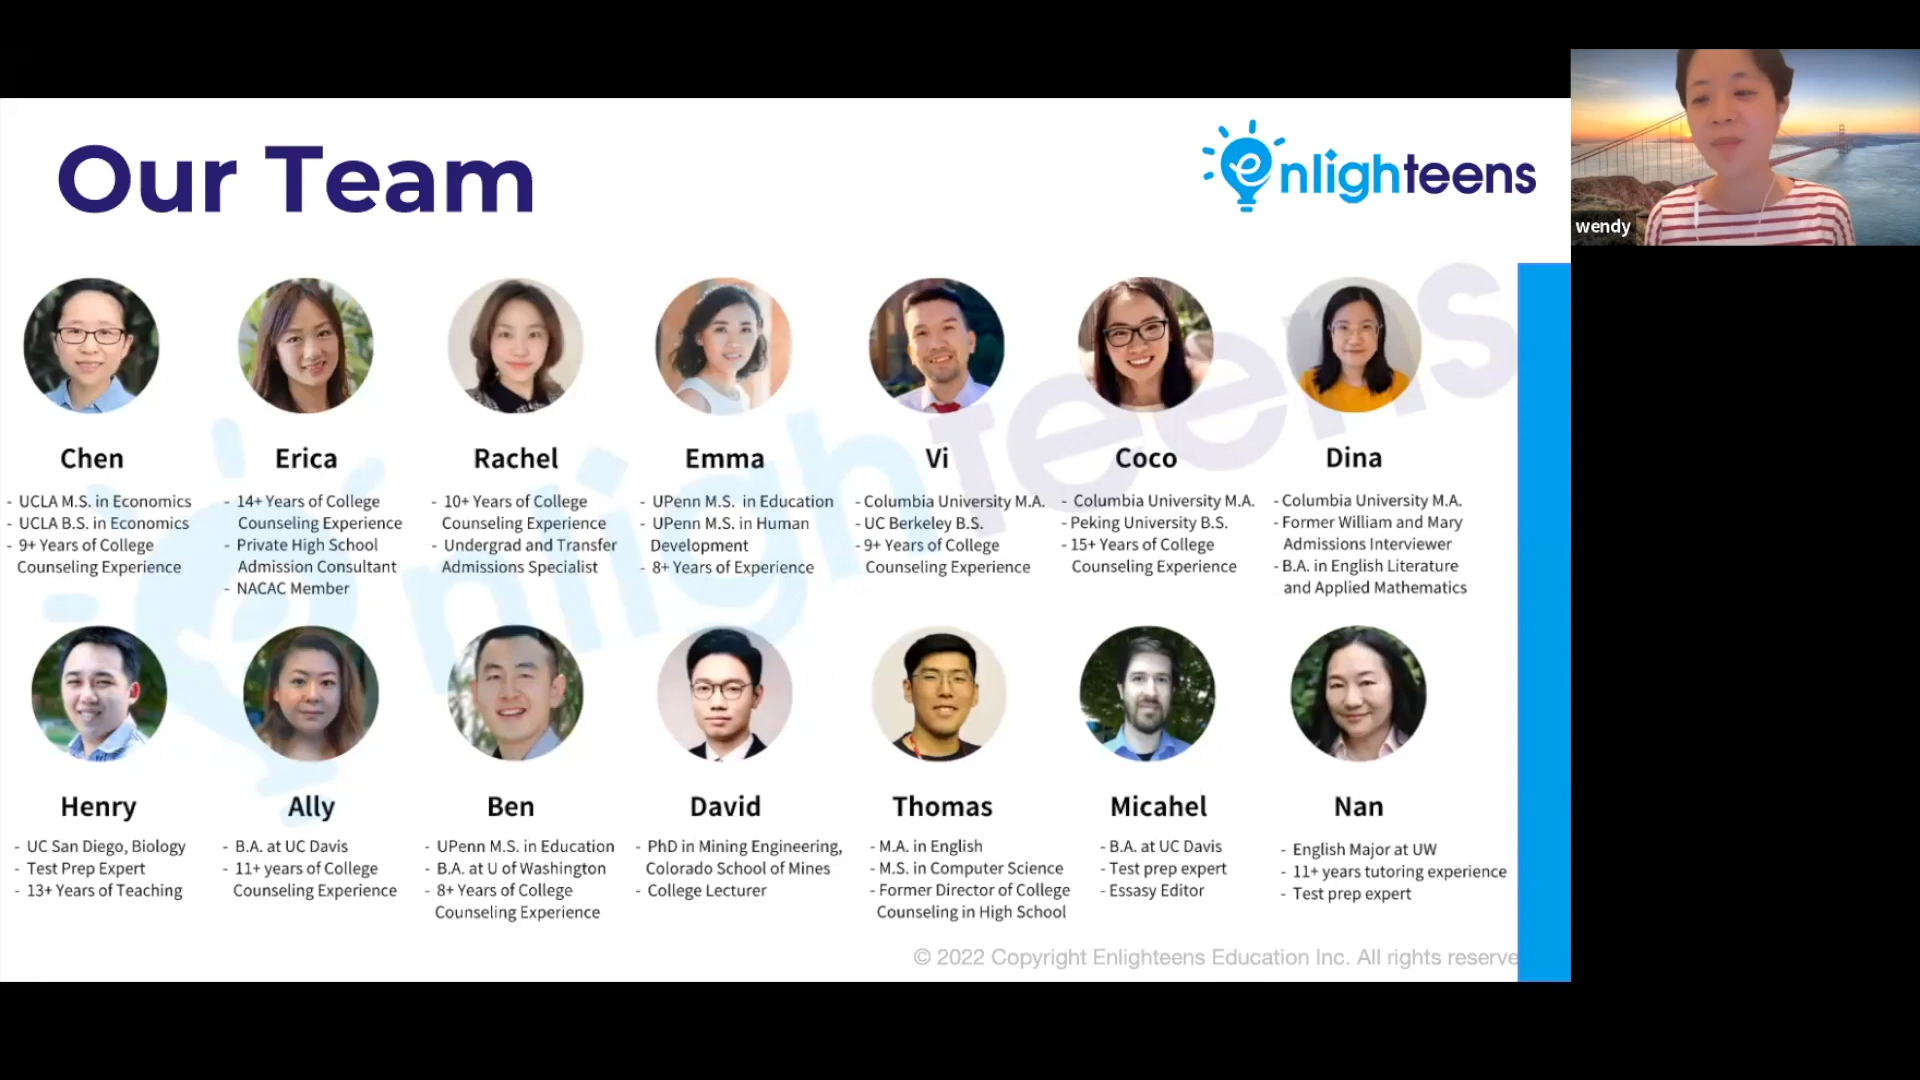 Our Team
enlighteens
wendy
Chen
- UCLA M.S. in Economics
- UCLA B.S. in Economics
- 9+ Years of College
Counseling Experience
Erica
- 14+ Years of College
Counseling Experience
- Private High School
Admission Consultant
- NACAC Member
Rachel
- 10+ Years of College
Counseling Experience
- Undergrad and Transfer
Admissions Specialist
Emma
- UPenn M.S. in Education
- UPenn M.S. in Human
Development
- 8+ Years of Experience
Vi
- Columbia University M.A.
- UC Berkeley B.S.
- 9+ Years of College
Counseling Experience
Coco
- Columbia University M.A.
- Peking University B.S.
- 15+ Years of College
Counseling Experience
Dina
- Columbia University M.A.
- Former William and Mary
Admissions Interviewer
- B.A. in English Literature
and Applied Mathematics
Henry
- UC San Diego, Biology
- Test Prep Expert
- 13+ Years of Teaching
Ally
- B.A. at UC Davis
- 11+ years of College
Counseling Experience
Ben
- UPenn M.S. in Education
- B.A. at U of Washington
- 8+ Years of College
Counseling Experience
David
- PhD in Mining Engineering,
Colorado School of Mines
- College Lecturer
Thomas
- M.A. in English
- M.S. in Computer Science
- Former Director of College
Counseling in High School
Micahel
- B.A. at UC Davis
- Test prep expert
- Essasy Editor
Nan
- English Major at UW
- 11+ years tutoring experience
- Test prep expert
enlighteens
© 2022 Copyright Enlighteens Education Inc. All rights reserve